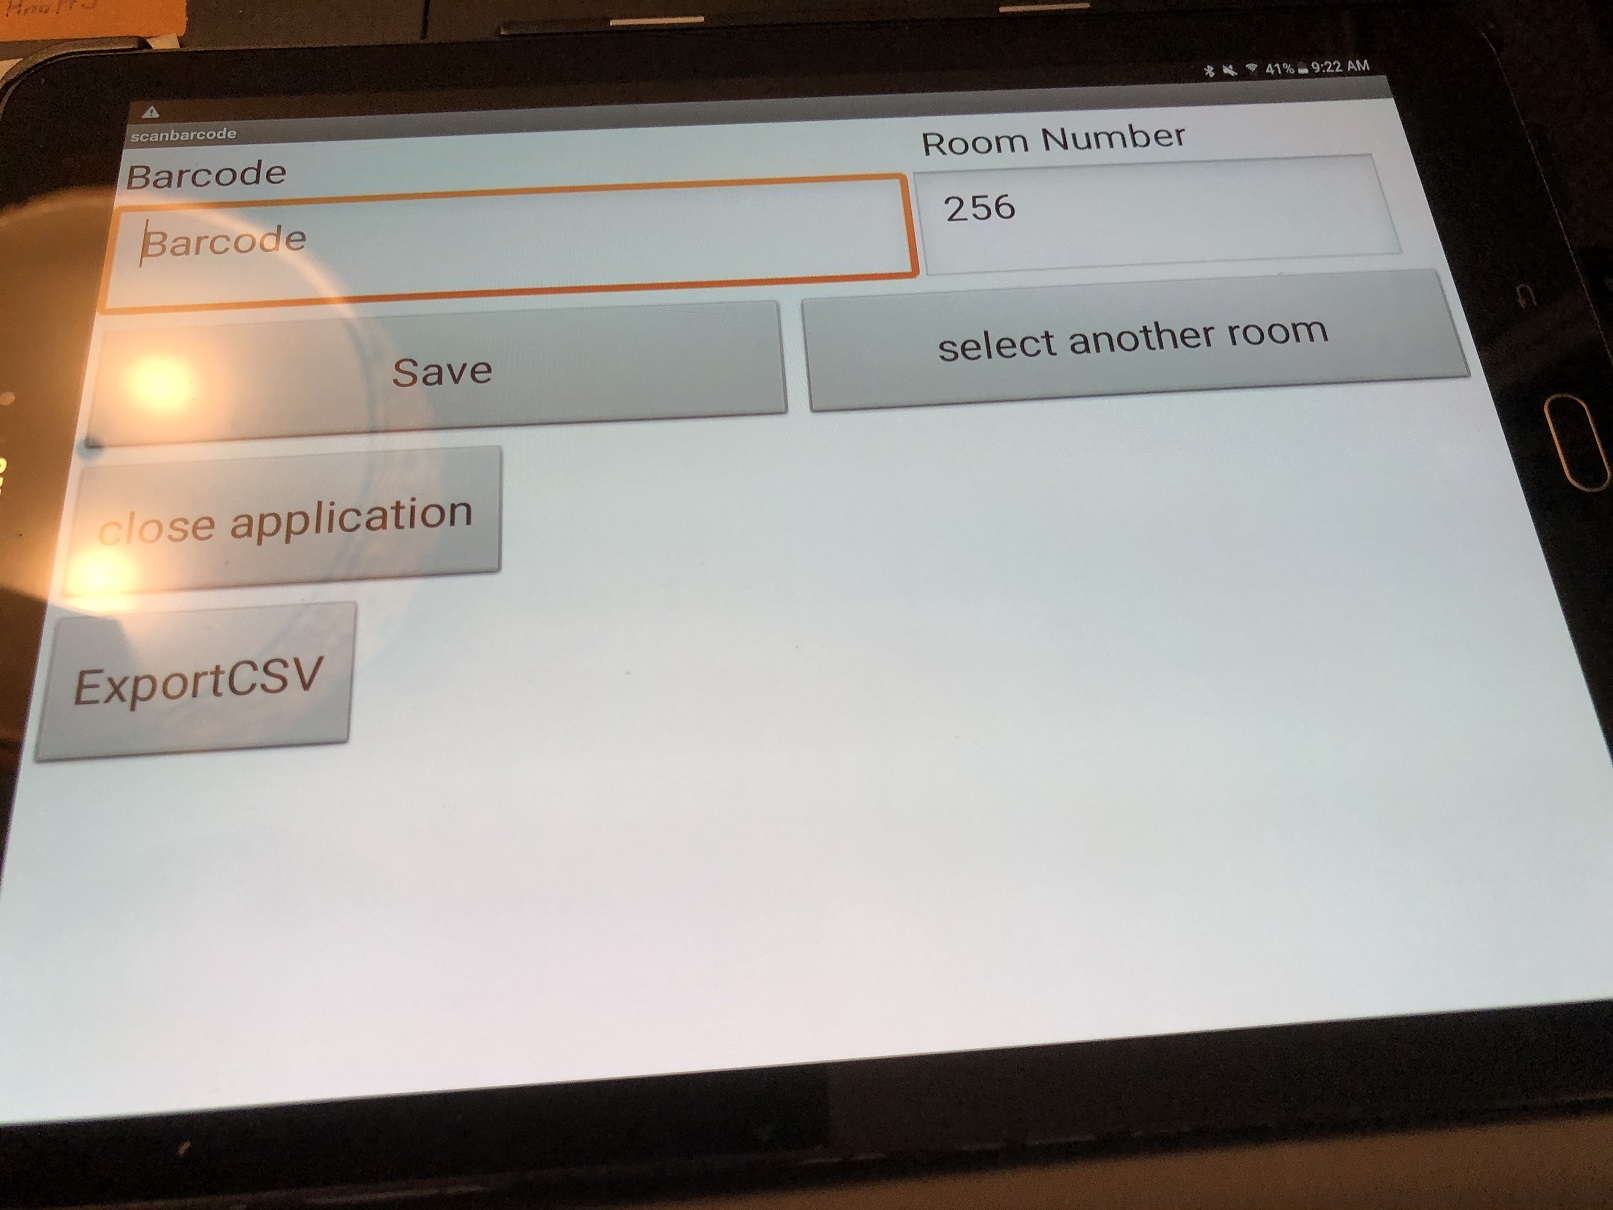 41% 9:22 AM
scanbarcode
Barcode
Room Number
Barcode
256
Save
select another room
close application
ExportCSV